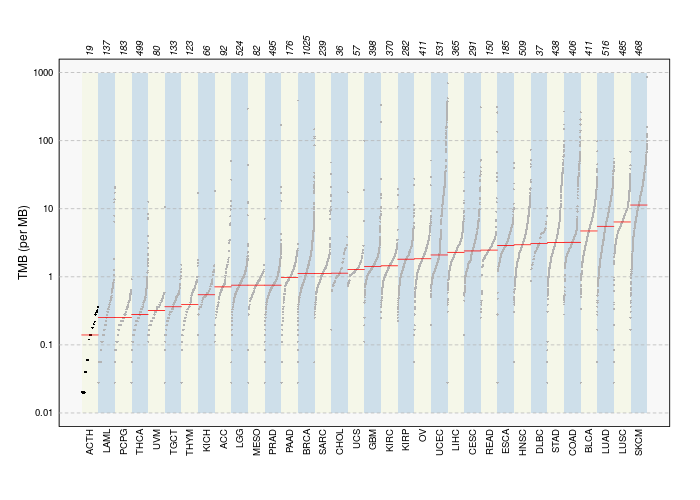 19 137 183 499 80 133 123 66 92 524 82 495 176 1025 239 36 57 398 370 282 411 531 365 291 150 185 509 37 438 406 411 516 485 468
TMB (per MB)
1000
100
10
1
0.1
0.01
ACTH LAML PCPG THCA UVM TGCT THYM KICH ACC LGG MESO PRAD PAAD BRCA SARC CHOL UCS GBM KIRC KIRP OV UCEC LIHC CESC READ ESCA HNSC DLBC STAD COAD BLCA LUAD LUSC SKCM